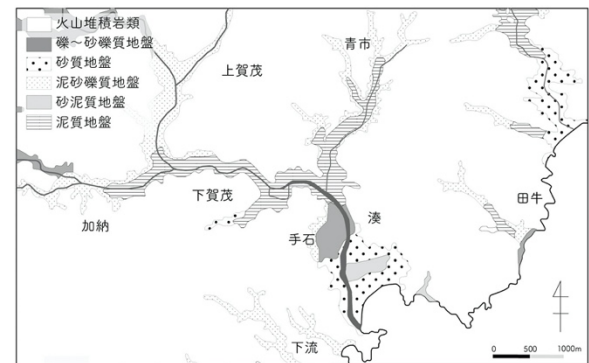 火山堆積岩類
礫～砂礫質地盤
砂質地盤
泥砂礫質地盤
砂泥質地盤
泥質地盤
青市
上賀茂
下賀茂
加納
手石
湊
田牛
下流
0 500 1000m